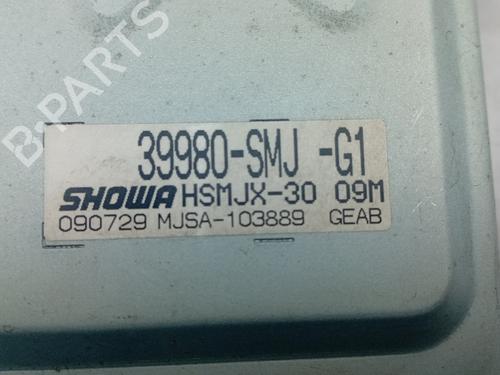 B-PARTS
39980-SMJ -G1
SHOWA HSMJX-30 09M
090729 MJSA-103889 GEAB